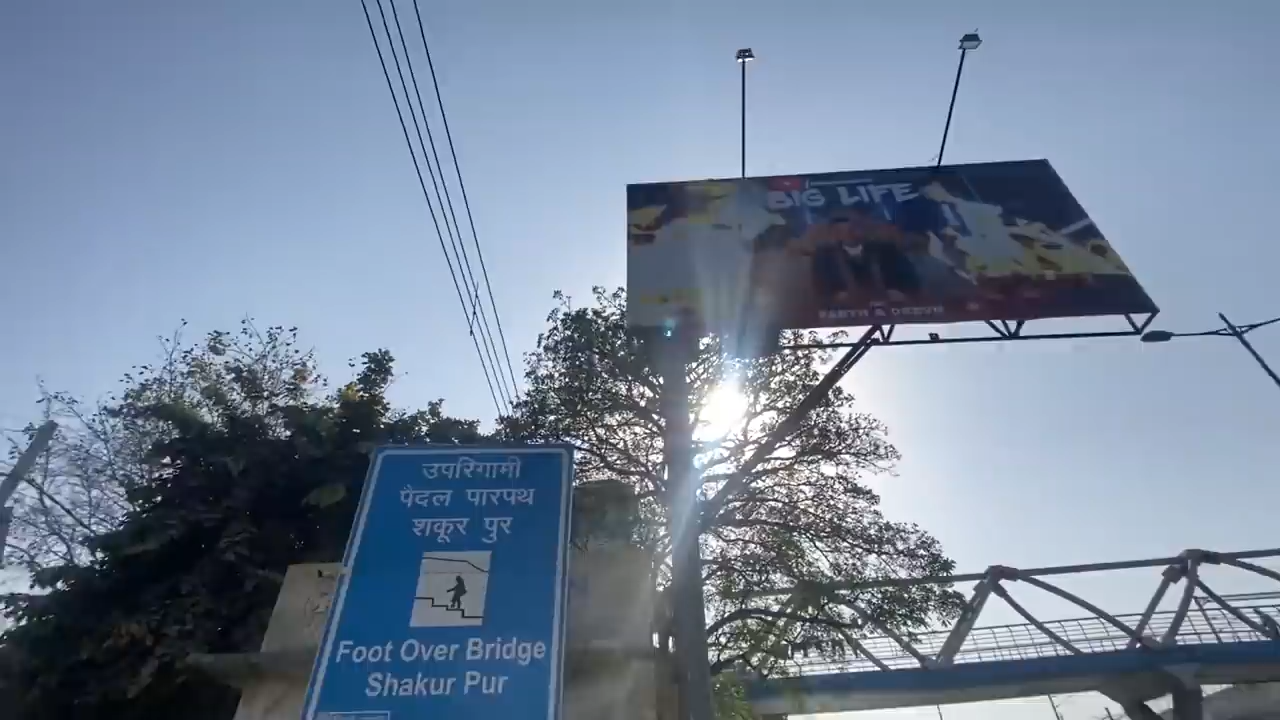 BIG LIFE
उपरिगामी
पैदल पारपथ
शकूर पुर
Foot Over Bridge
Shakur Pur